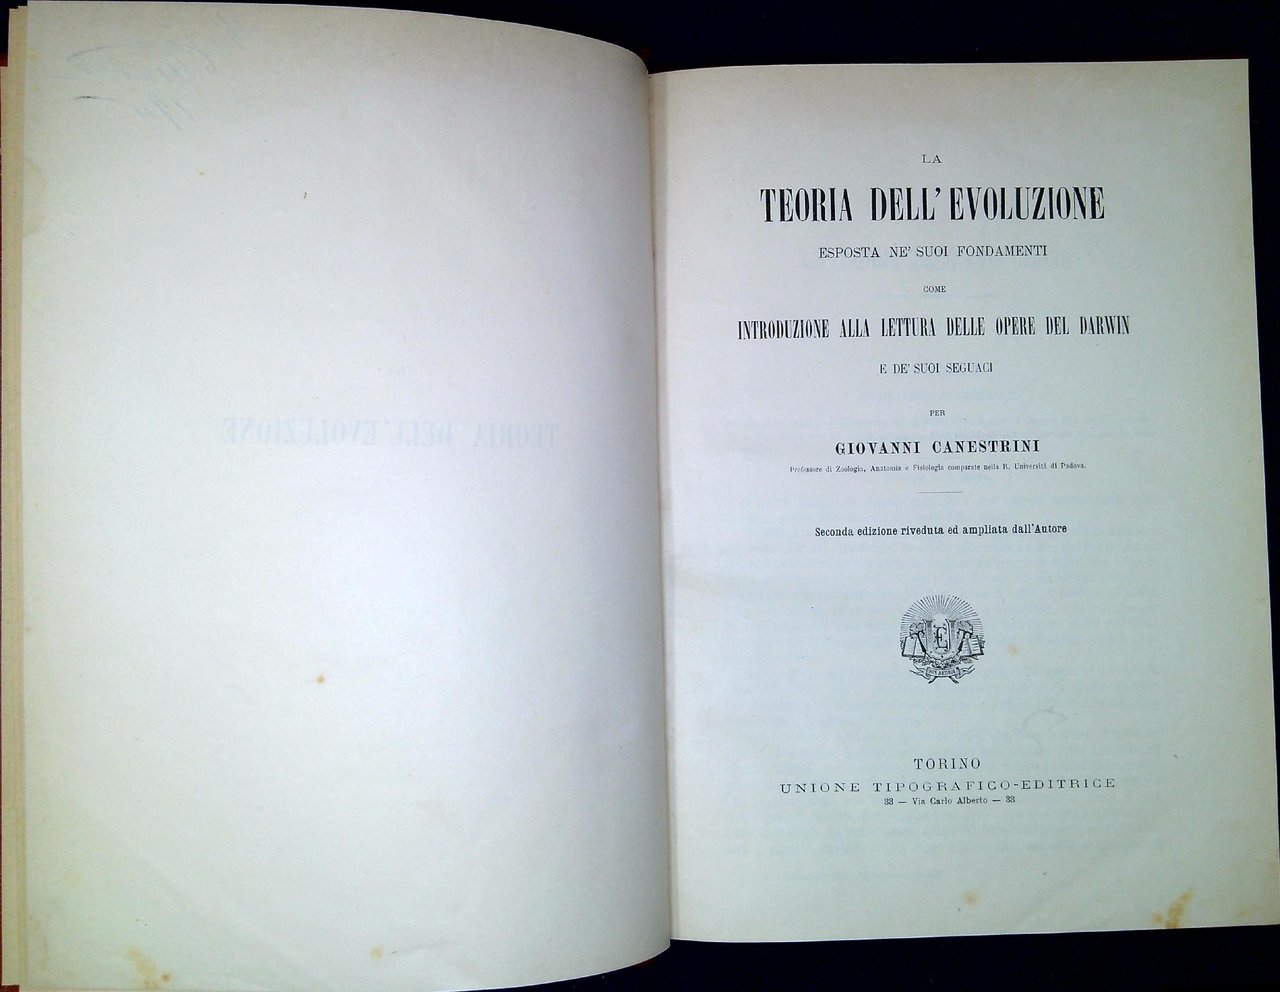 LA
TEORIA DELL' EVOLUZIONE
ESPOSTA NE' SUOI FONDAMENTI
COME
INTRODUZIONE ALLA LETTURA DELLE OPERE DEL DARWIN
E DE' SUOI SEGUACI
PER
GIOVANNI CANESTRINI
Professore di Zoologia, Anatomia e Fisiologia comparate nella R. Università di Padova.
Seconda edizione riveduta ed ampliata dall'Autore
TORINO
UNIONE TIPOGRAFICO-EDITRICE
33 — Via Carlo Alberto — 33